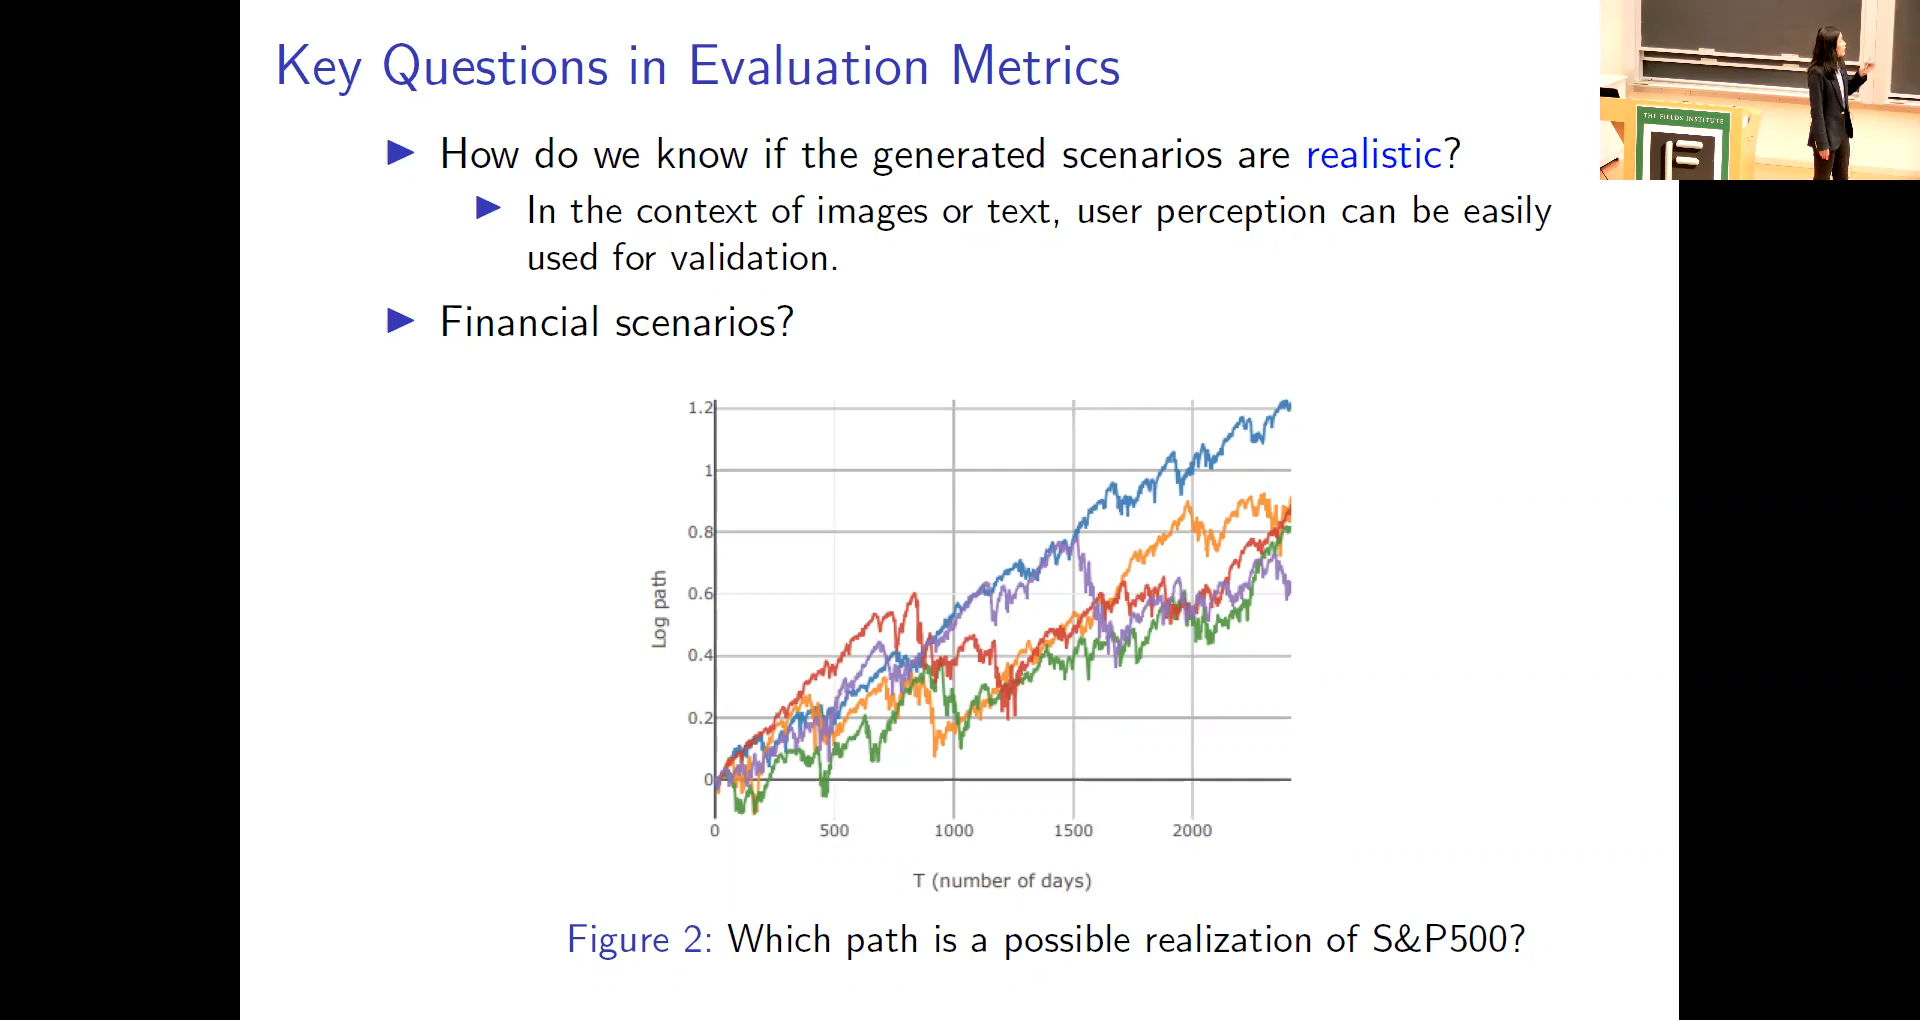 Key Questions in Evaluation Metrics
How do we know if the generated scenarios are realistic?
In the context of images or text, user perception can be easily
used for validation.
Financial scenarios?
1.2
1
0.8
0.6
0.4
0.2
0
Log path
0 500 1000 1500 2000
T (number of days)
Figure 2: Which path is a possible realization of S&P500?
THE FIELDS INSTITUTE